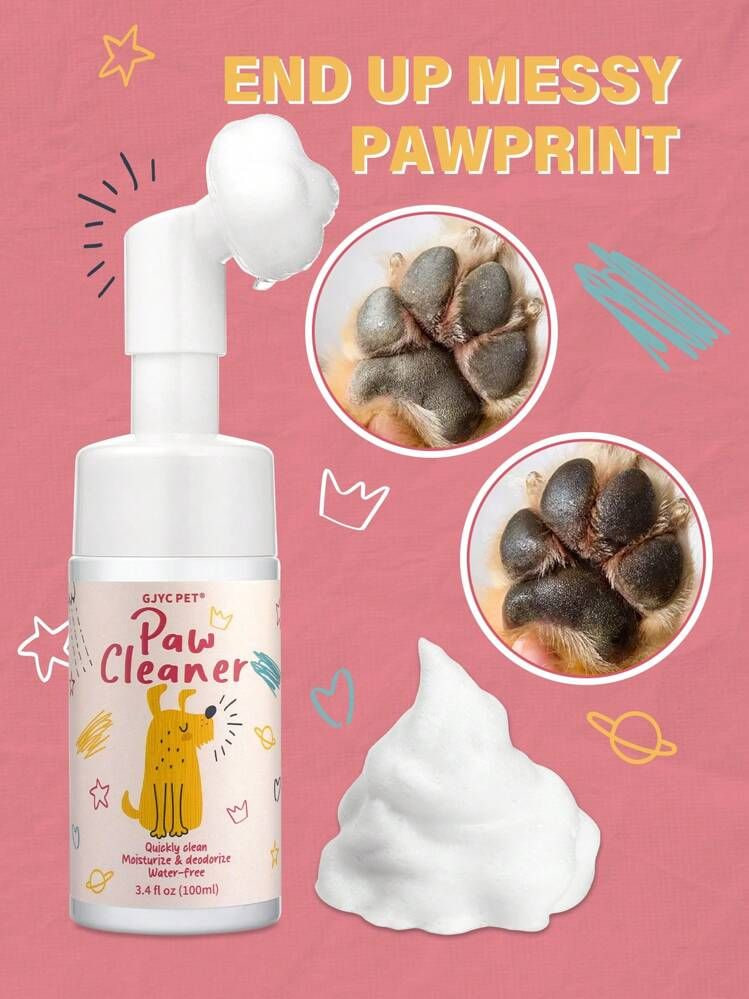 END UP MESSY
PAWPRINT
GJYC PET®
Paw
Cleaner
Quickly clean
Moisturize & deodorize
Water-free
3.4 fl oz (100ml)